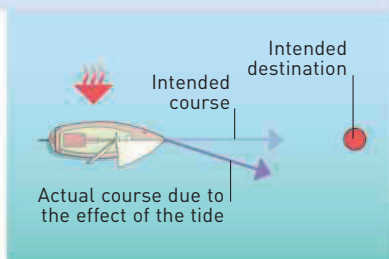 Intended
destination
Intended
course
Actual course due to
the effect of the tide